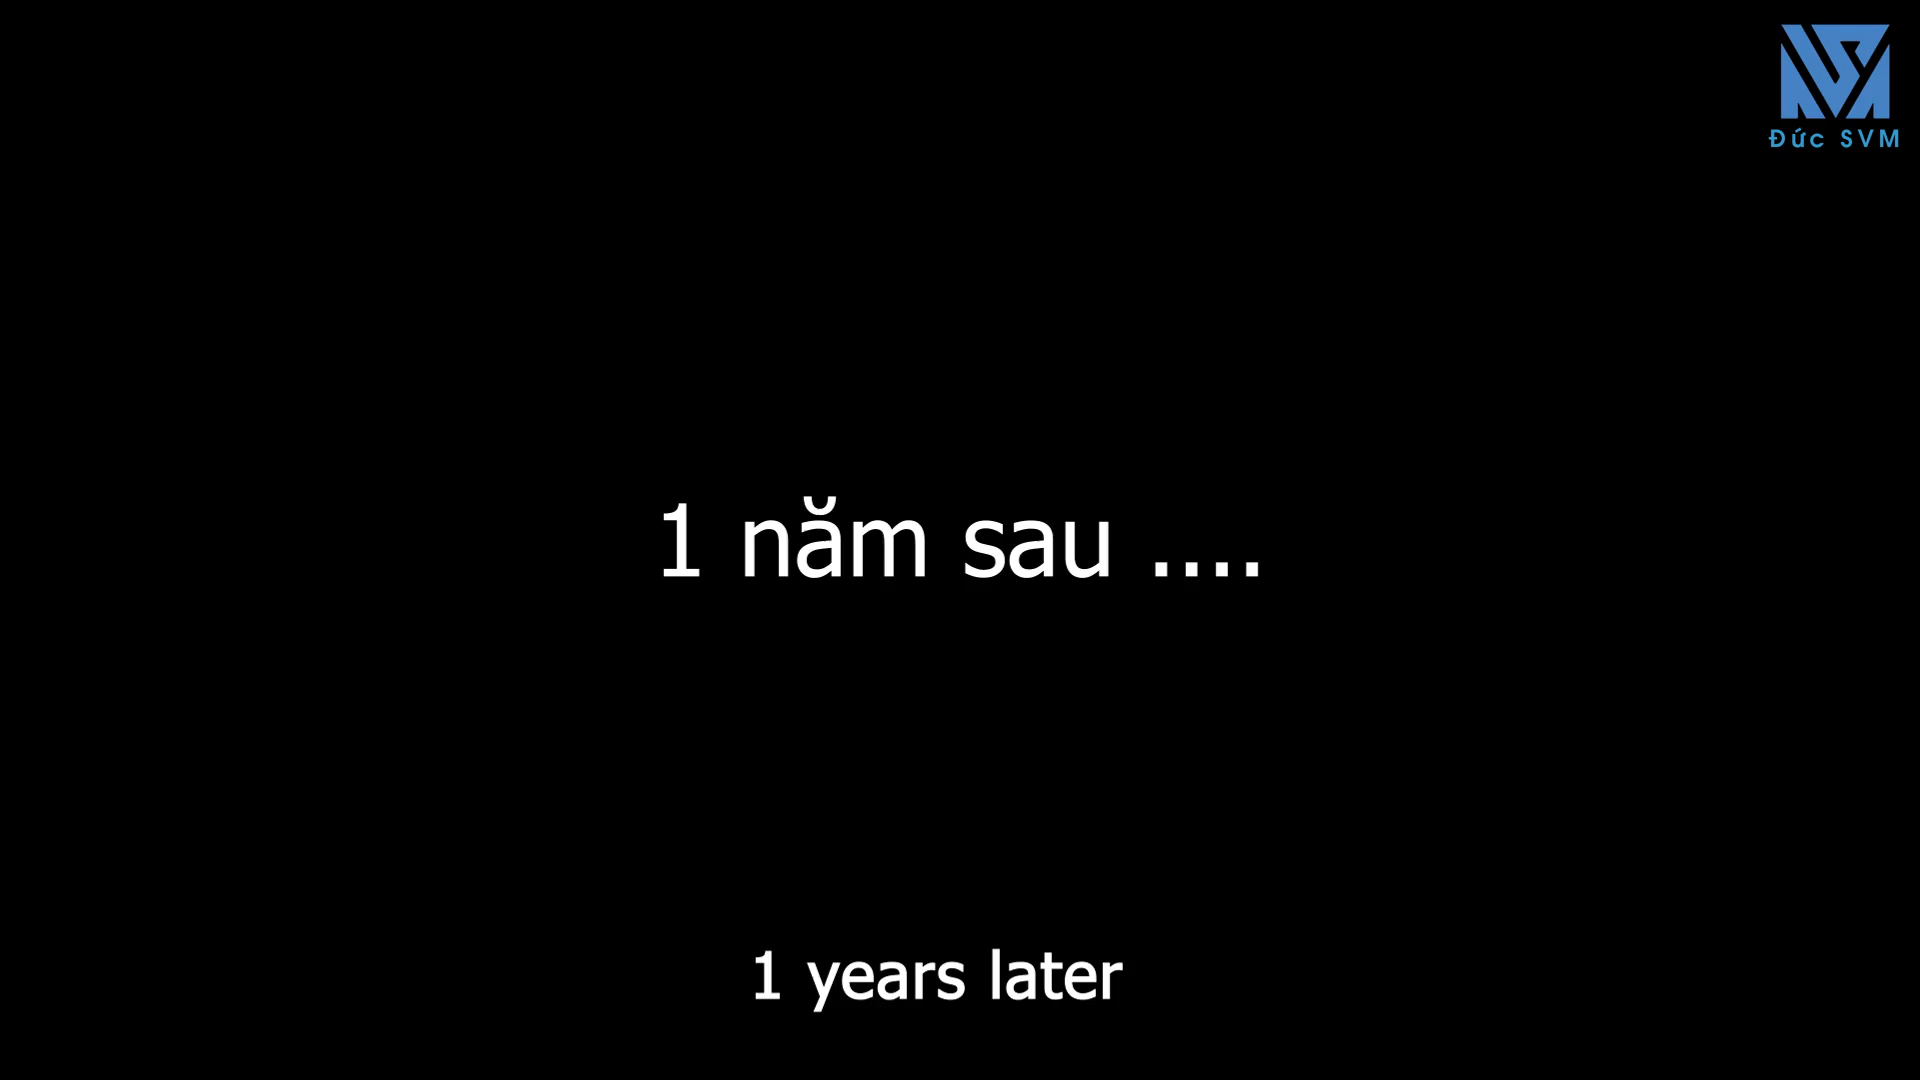 Đức SVM
1 năm sau ....
1 years later